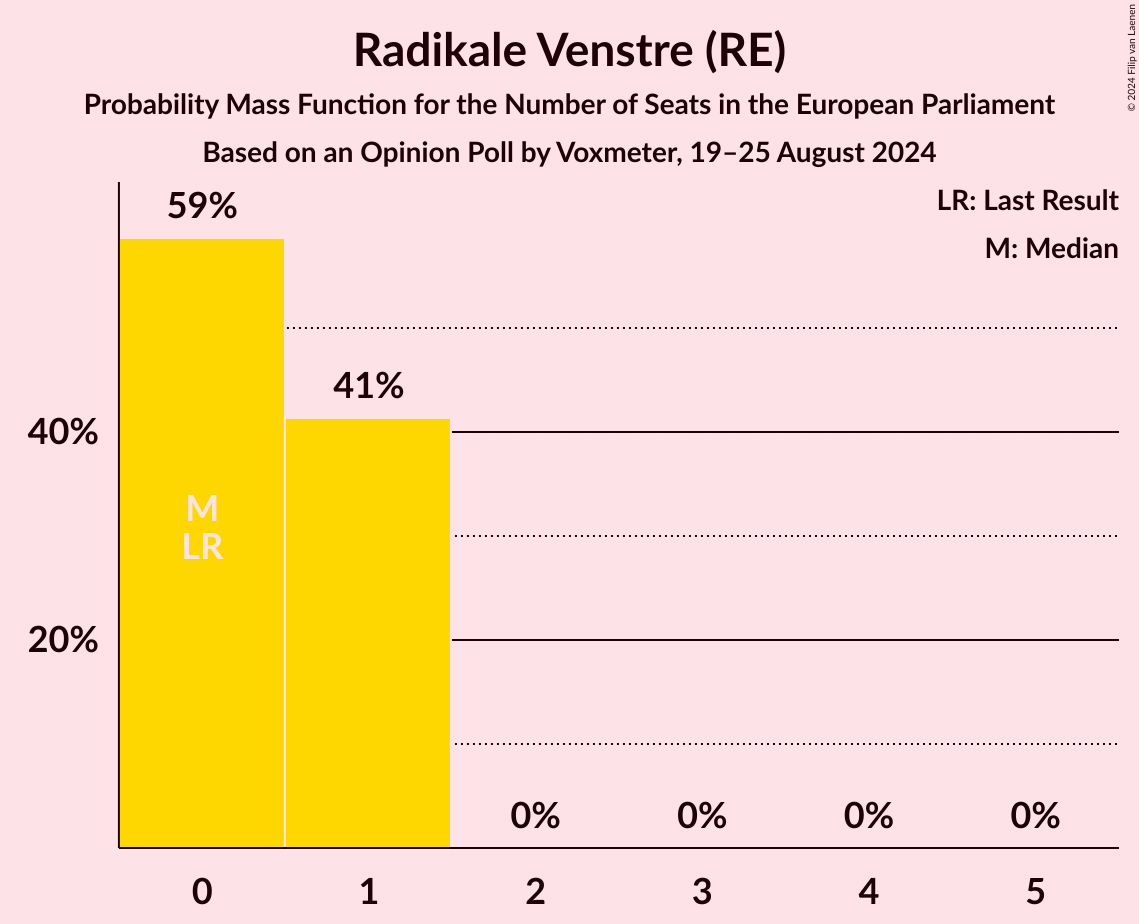 Radikale Venstre (RE)
Probability Mass Function for the Number of Seats in the European Parliament
Based on an Opinion Poll by Voxmeter, 19–25 August 2024
© 2024 Filip van Laenen
LR: Last Result
M: Median
59%
41%
40%
M
LR
20%
0% 0% 0% 0%
0 1 2 3 4 5